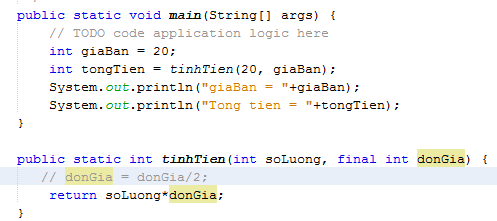 public static void main(String[] args) {
// TODO code application logic here
int giaBan = 20;
int tongTien = tinhTien(20, giaBan);
System.out.println("giaBan = "+giaBan);
System.out.println("Tong tien = "+tongTien);
}
public static int tinhTien(int soLuong, final int donGia) {
// donGia = donGia/2;
return soLuong*donGia;
}